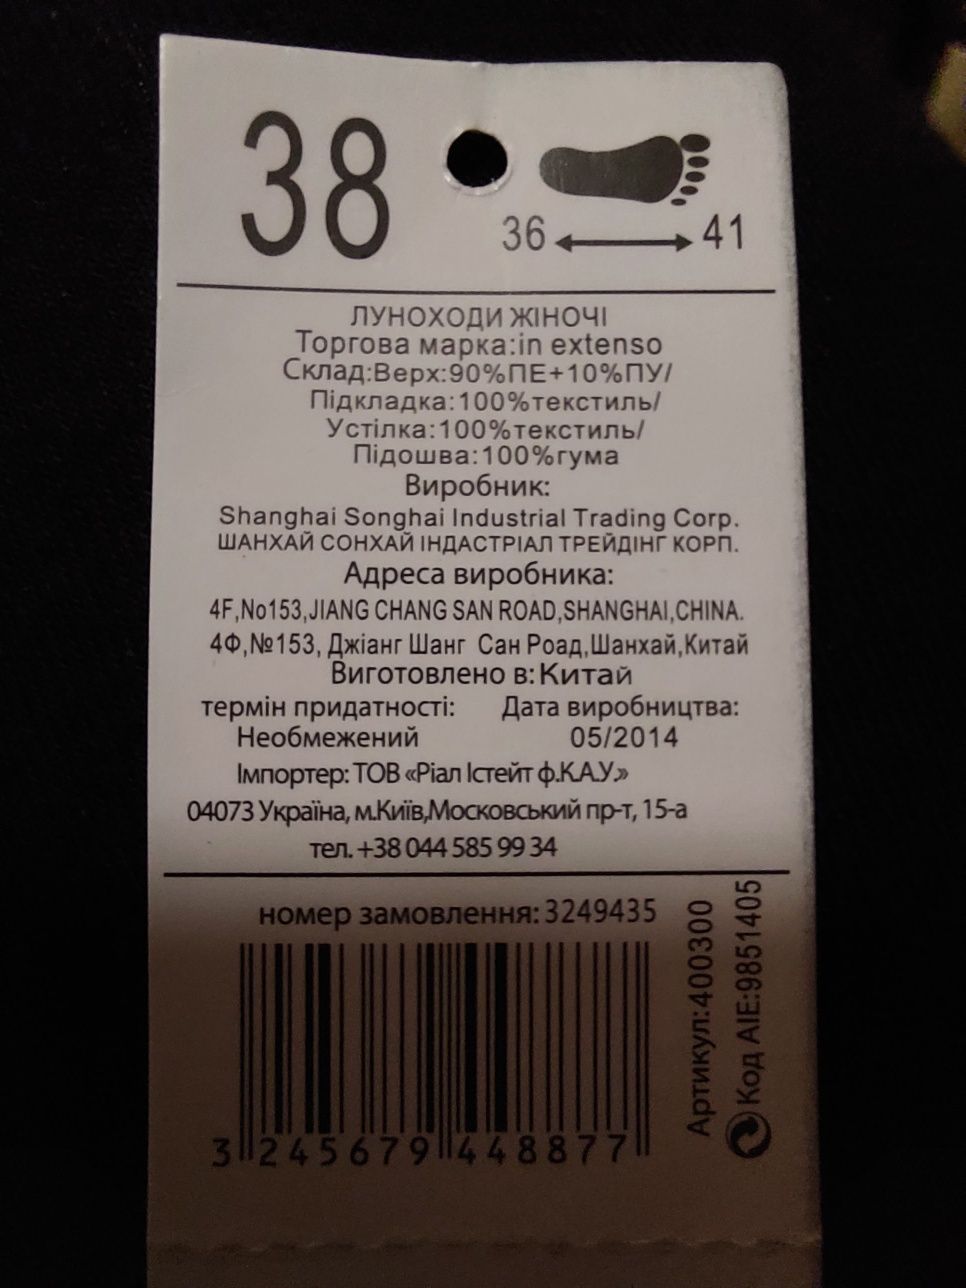 38
36 41
ЛУНОХОДИ ЖІНОЧІ
Торгова марка:in extenso
Склад:Верх:90%ПЕ+10%ПУ/
Підкладка:100%текстиль/
Устілка:100%текстиль/
Підошва:100%гума
Виробник:
Shanghai Songhai Industrial Trading Corp.
ШАНХАЙ СОНХАЙ ІНДАСТРІАЛ ТРЕЙДІНГ КОРП.
Адреса виробника:
4F,No153,JIANG CHANG SAN ROAD,SHANGHAI,CHINA.
4Ф,№153, Джіанг Шанг Сан Роад,Шанхай,Китай
Виготовлено в:Китай
термін придатності: Дата виробництва:
Необмежений 05/2014
Імпортер: ТОВ «Ріал Істейт ф.К.А.У.»
04073 Україна, м.Київ,Московський пр-т, 15-а
тел. +38 044 585 99 34
номер замовлення:3249435
3 245679 448877
Артикул:400300
Код AIE:9851405